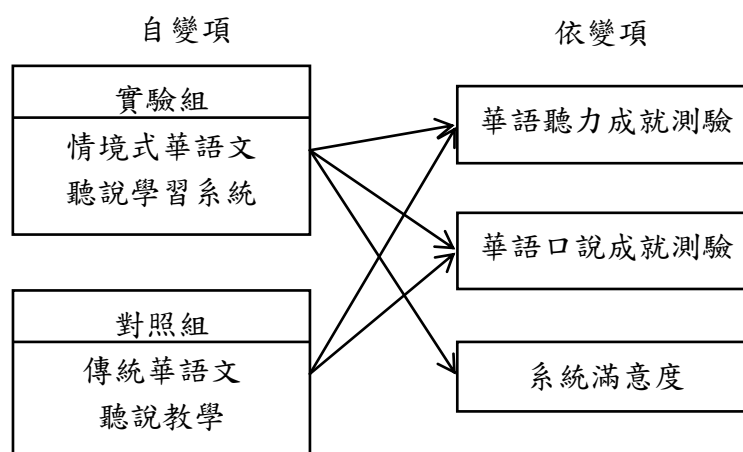 自變項
依變項
實驗組
情境式華語文
聽說學習系統
華語聽力成就測驗
華語口說成就測驗
對照組
傳統華語文
聽說教學
系統滿意度